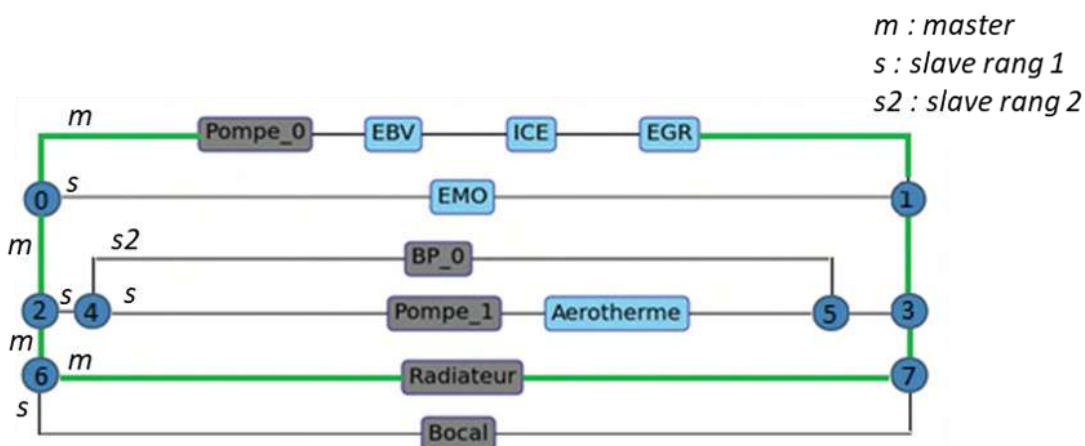 m : master
s : slave rang 1
s2 : slave rang 2
m
Pompe_0 EBV ICE EGR
0 s EMO 1
m s2 BP_0
2 s 4 s Pompe_1 Aerotherme 5 3
m
6 m Radiateur 7
s
Bocal